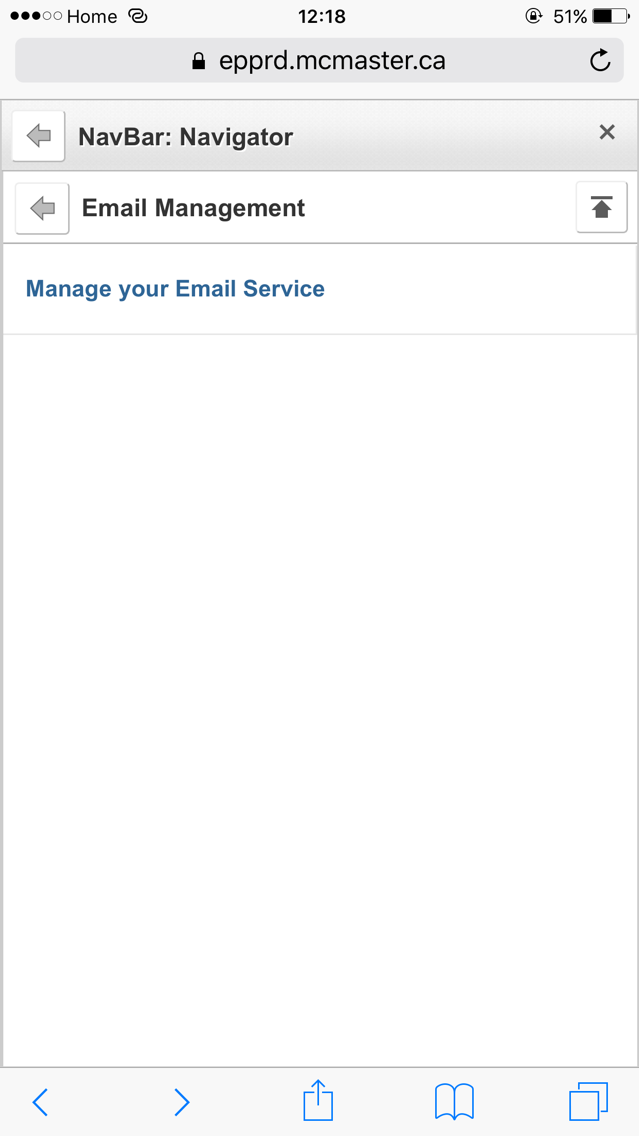 Home 12:18 51%
epprd.mcmaster.ca
NavBar: Navigator
Email Management
Manage your Email Service